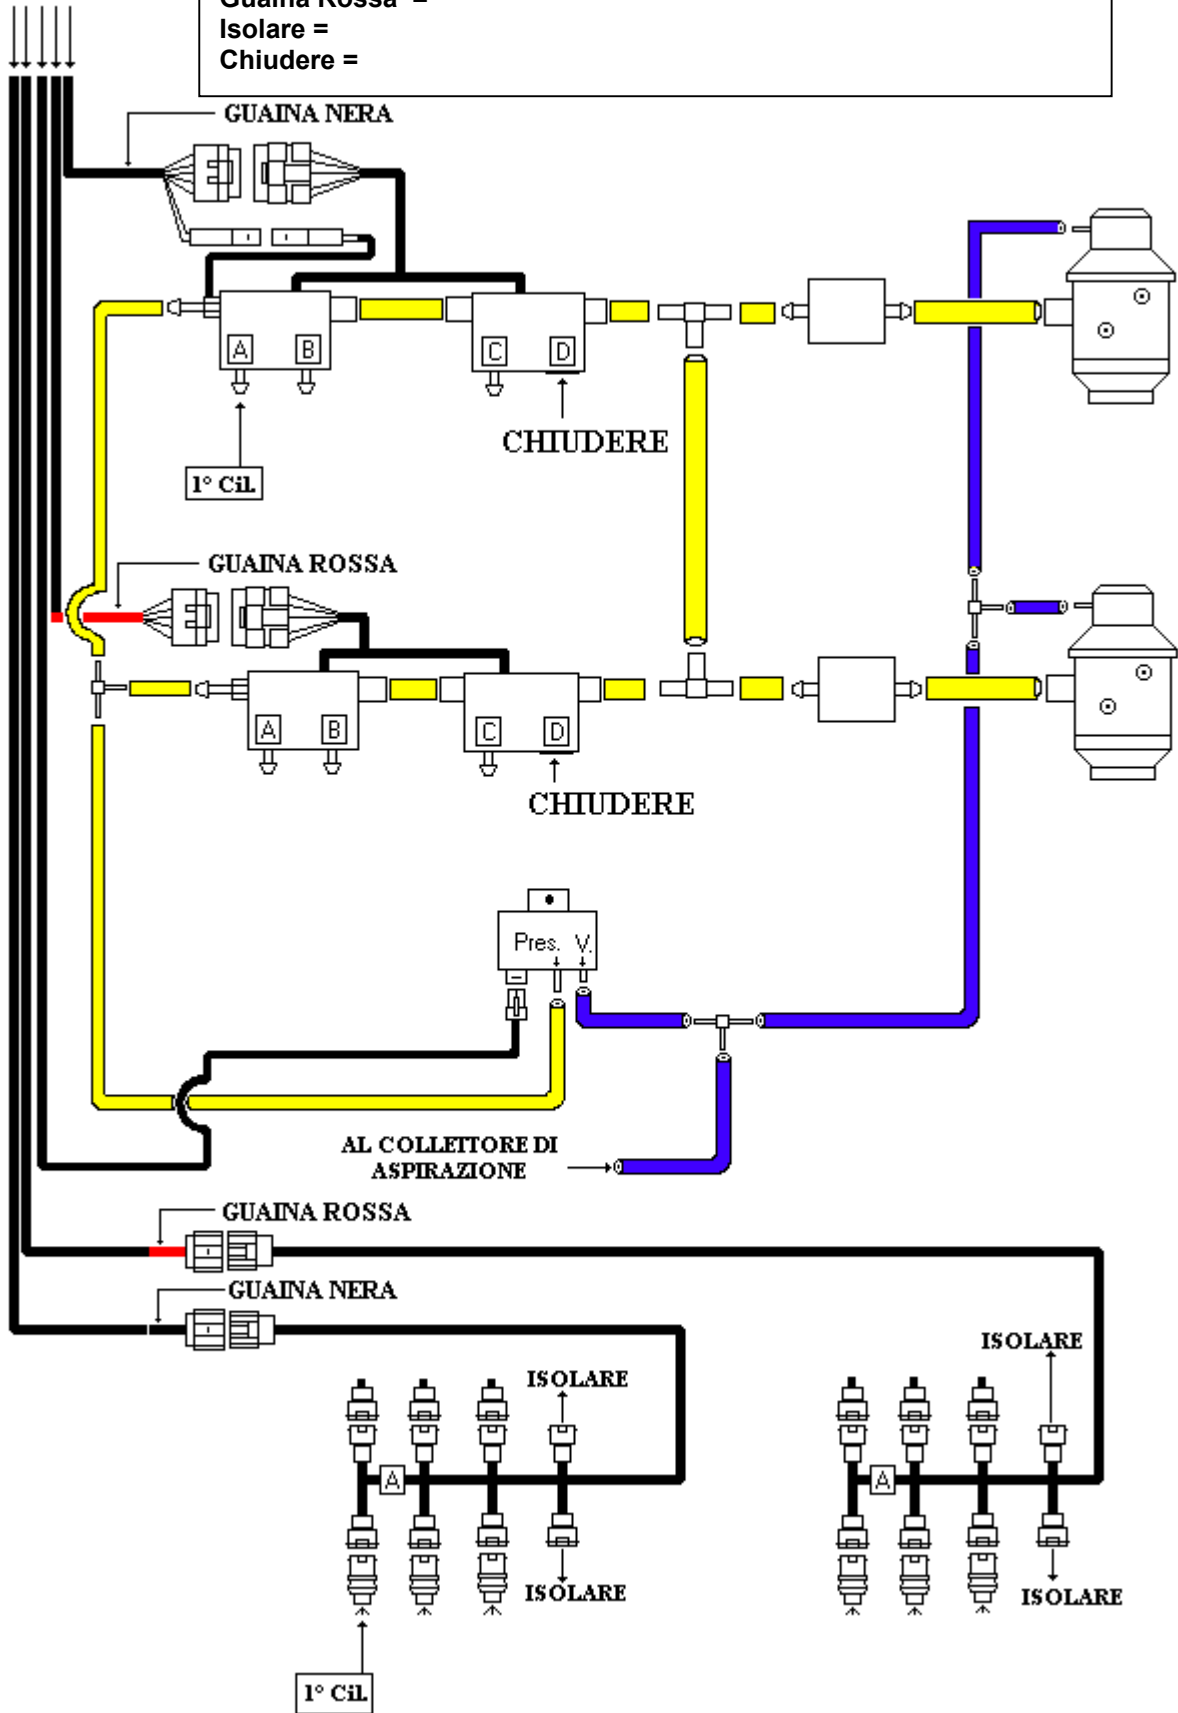 Guaina Rossa =
Isolare =
Chiudere =
GUAINA NERA
A
B
C
D
CHIUDERE
1° Cil.
GUAINA ROSSA
A
B
C
D
CHIUDERE
Pres. V.
AL COLLETTORE DI
ASPIRAZIONE
GUAINA ROSSA
GUAINA NERA
ISOLARE
ISOLARE
A
A
ISOLARE
ISOLARE
1° Cil.